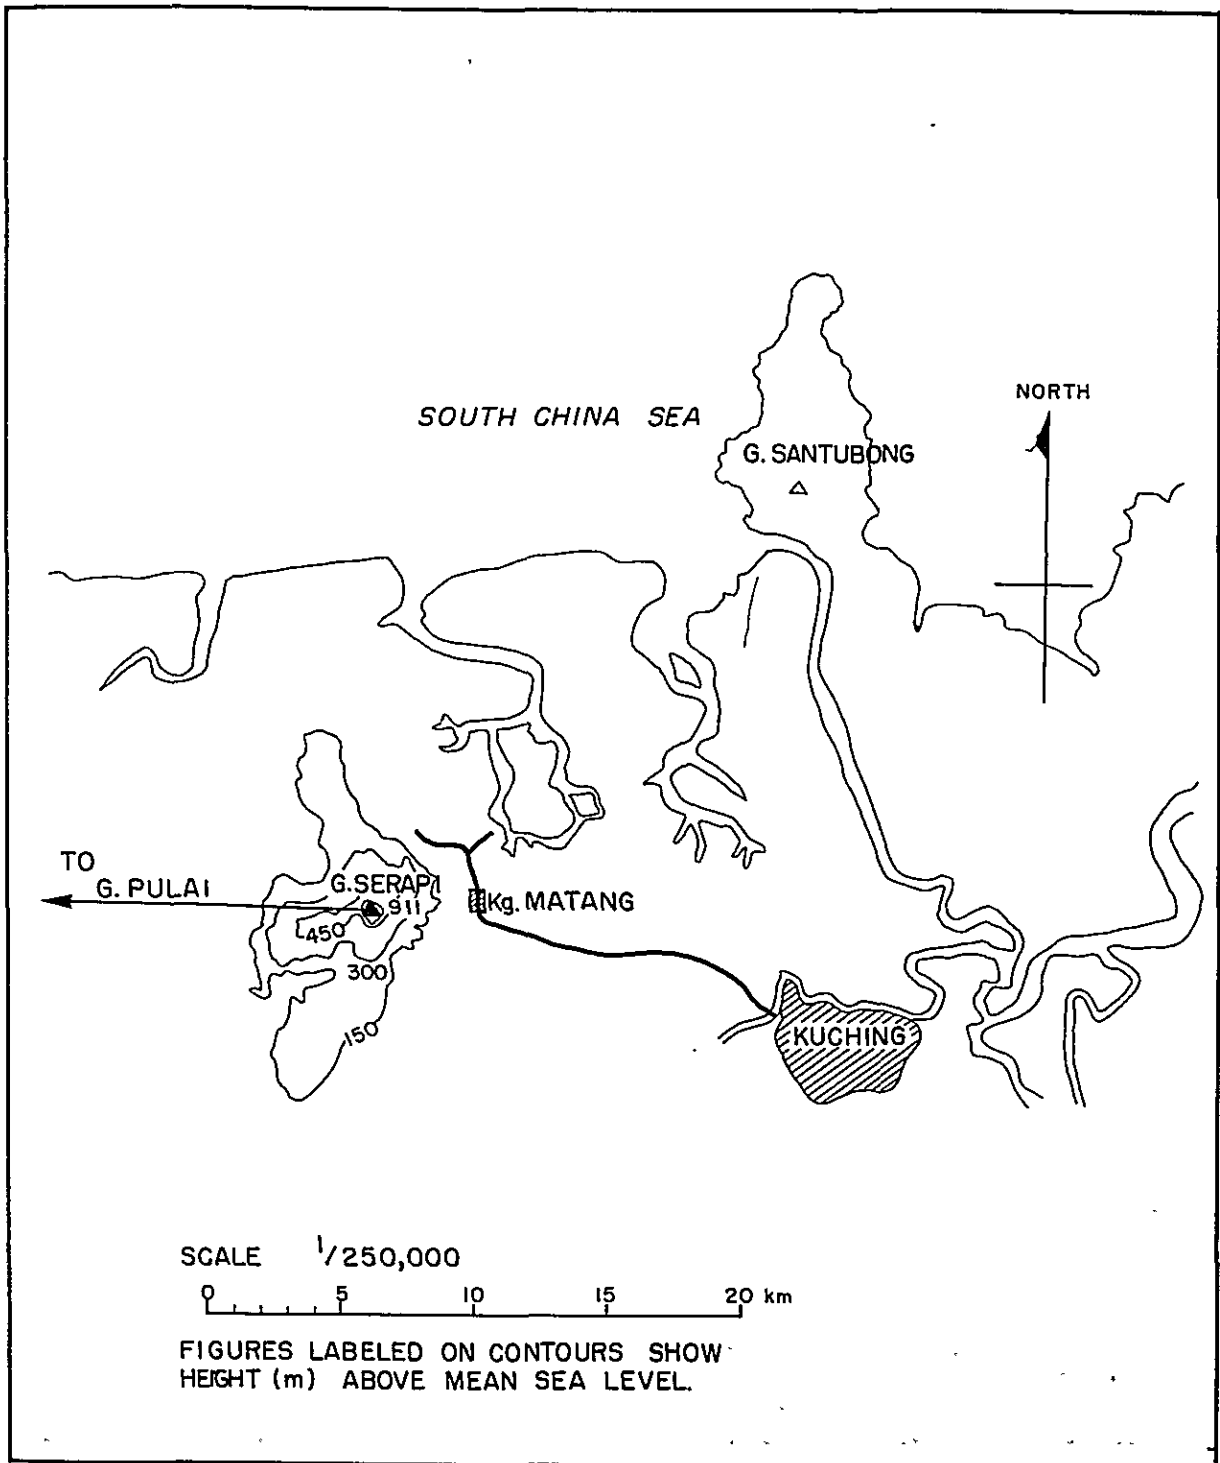 SOUTH CHINA SEA
NORTH
G. SANTUBONG
TO
G. PULAI
G. SERAPI
911
450
300
150
Kg. MATANG
KUCHING
SCALE 1/250,000
0 5 10 15 20 km
FIGURES LABELED ON CONTOURS SHOW
HEIGHT (m) ABOVE MEAN SEA LEVEL.